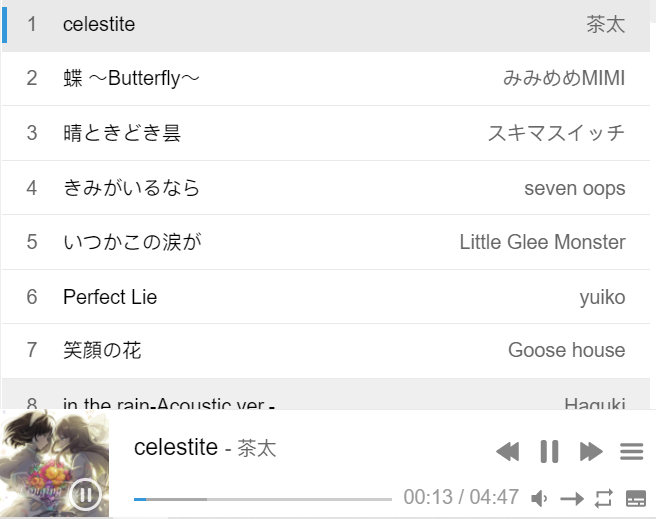 1 celestite 茶太
2 蝶 ～Butterfly～ みみめめMIMI
3 晴ときどき曇 スキマスイッチ
4 きみがいるなら seven oops
5 いつかこの涙が Little Glee Monster
6 Perfect Lie yuiko
7 笑顔の花 Goose house
8 in the rain-Acoustic ver.- Haguki
celestite - 茶太
00:13 / 04:47